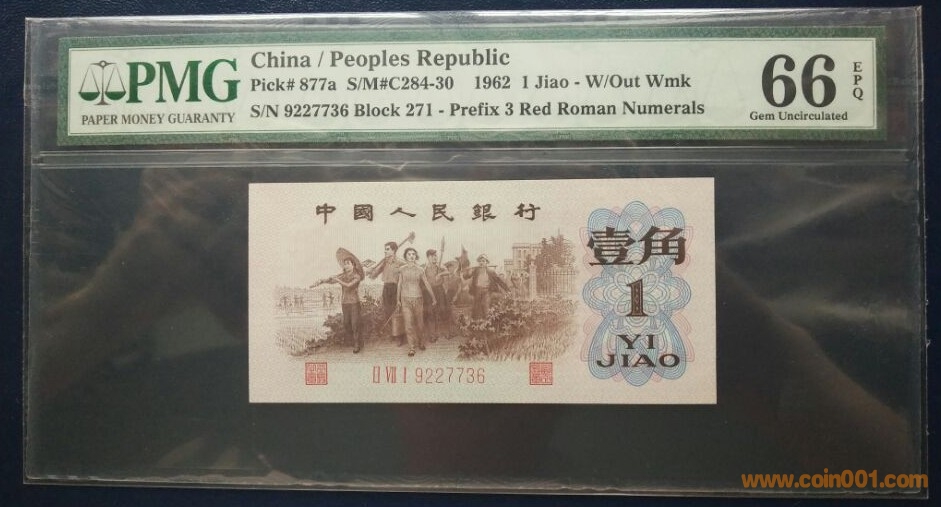 PMG
PAPER MONEY GUARANTY
China / Peoples Republic
Pick# 877a S/M#C284-30 1962 1 Jiao - W/Out Wmk
S/N 9227736 Block 271 - Prefix 3 Red Roman Numerals
66 EPQ
Gem Uncirculated
中國人民銀行
壹角
1
YI
JIAO
II VII I 9227736
www.coin001.com